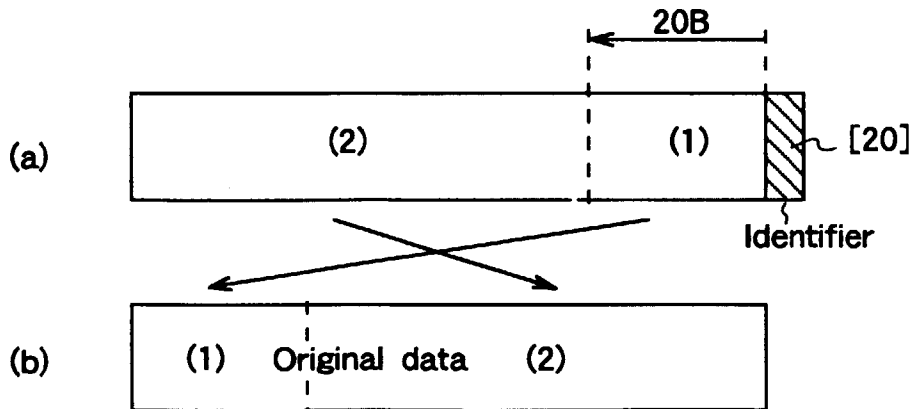 20B
(a) (2) (1) [20]
Identifier
(b) (1) Original data (2)